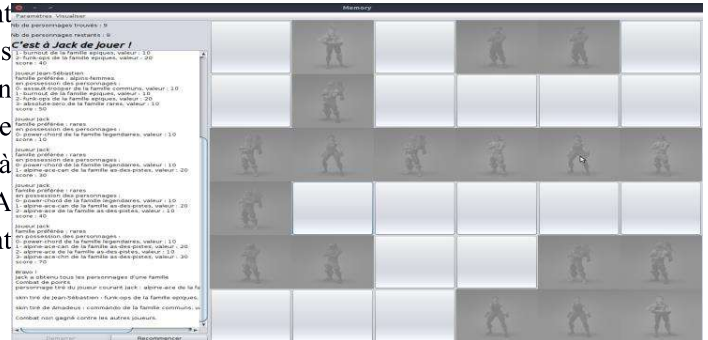 nt
s
n
e
à
A
nt
Memory
Paramètres Visualiser
Nb de personnages trouvés : 9
Nb de personnages restants : 9
C'est à Jack de jouer !
1- burnout de la famille epiques, valeur : 10
2- funk-ops de la famille epiques, valeur : 20
score : 40
Joueur Jean-Sébastien
famille préférée : alpins-femmes
en possession des personnages :
0- assault-trooper de la famille communs, valeur : 10
1- burnout de la famille epiques, valeur : 10
2- funk-ops de la famille epiques, valeur : 20
3- absolute-zero de la famille rares, valeur : 10
score : 50
Joueur Jack
famille préférée : rares
en possession des personnages :
0- power-chord de la famille legendaires, valeur : 10
score : 10
Joueur Jack
famille préférée : rares
en possession des personnages :
0- power-chord de la famille legendaires, valeur : 10
1- alpine-ace-can de la famille as-des-pistes, valeur : 20
score : 30
Joueur Jack
famille préférée : rares
en possession des personnages :
0- power-chord de la famille legendaires, valeur : 10
1- alpine-ace-can de la famille as-des-pistes, valeur : 20
2- alpine-ace de la famille as-des-pistes, valeur : 10
score : 40
Joueur Jack
famille préférée : rares
en possession des personnages :
0- power-chord de la famille legendaires, valeur : 10
1- alpine-ace-can de la famille as-des-pistes, valeur : 20
2- alpine-ace de la famille as-des-pistes, valeur : 10
3- alpine-ace-chn de la famille as-des-pistes, valeur : 30
score : 70
Bravo !
Jack a obtenu tous les personnages d'une famille
Combat de points
personnage tiré du joueur courant Jack : alpine-ace de la fa
skin tiré de Jean-Sébastien : funk-ops de la famille epiques,
skin tiré de Amadeus : commando de la famille communs, v
Combat non gagné contre les autres joueurs.
Demarrer Recommencer